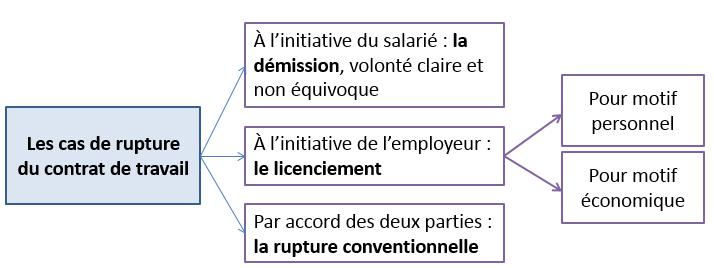 Les cas de rupture
du contrat de travail
À l’initiative du salarié : la
démission, volonté claire et
non équivoque
À l’initiative de l’employeur :
le licenciement
Par accord des deux parties :
la rupture conventionnelle
Pour motif
personnel
Pour motif
économique